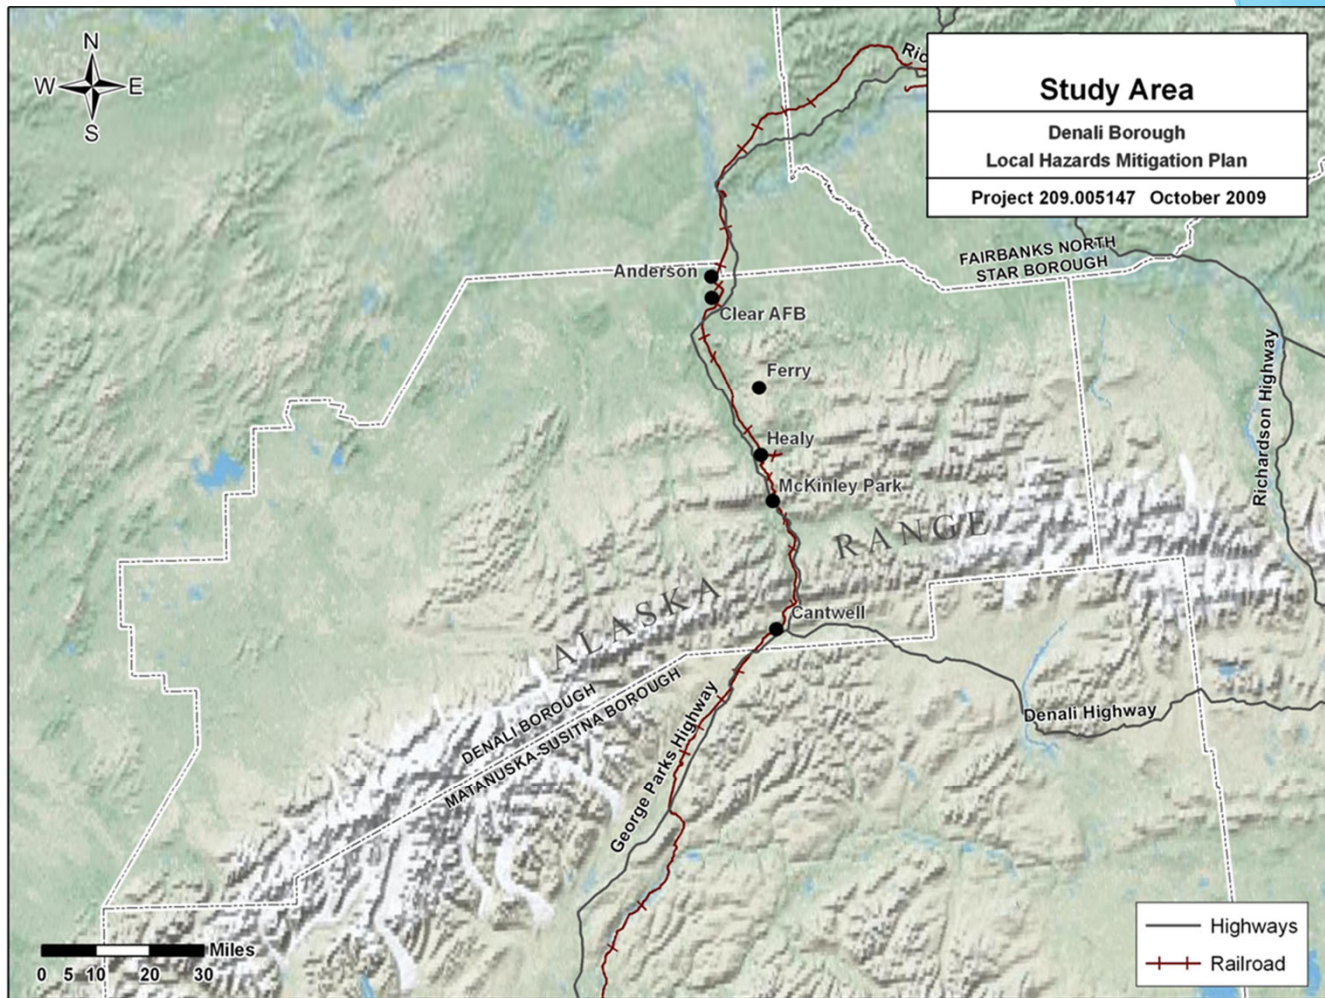 N
W E
S
Ric
Study Area
Denali Borough
Local Hazards Mitigation Plan
Project 209.005147 October 2009
FAIRBANKS NORTH
STAR BOROUGH
Anderson
Clear AFB
Ferry
Healy
McKinley Park
Richardson Highway
ALASKA RANGE
Cantwell
DENALI BOROUGH
MATANUSKA-SUSITNA BOROUGH
George Parks Highway
Denali Highway
Highways
Railroad
Miles
0 5 10 20 30